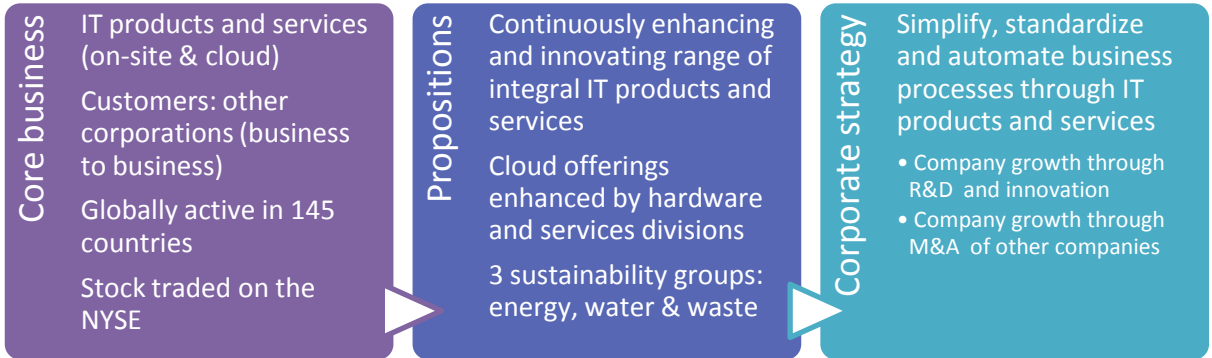 Core business
IT products and services
(on-site & cloud)
Customers: other
corporations (business
to business)
Globally active in 145
countries
Stock traded on the
NYSE
Propositions
Continuously enhancing
and innovating range of
integral IT products and
services
Cloud offerings
enhanced by hardware
and services divisions
3 sustainability groups:
energy, water & waste
Corporate strategy
Simplify, standardize
and automate business
processes through IT
products and services
• Company growth through
R&D and innovation
• Company growth through
M&A of other companies